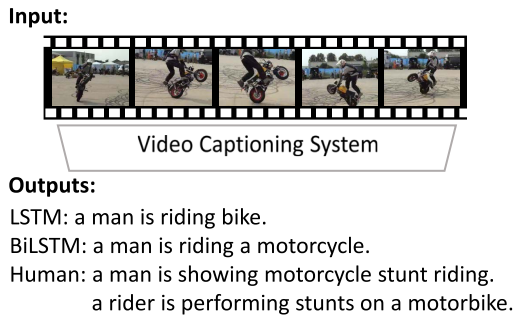 Input:
Video Captioning System
Outputs:
LSTM: a man is riding bike.
BiLSTM: a man is riding a motorcycle.
Human: a man is showing motorcycle stunt riding.
a rider is performing stunts on a motorbike.